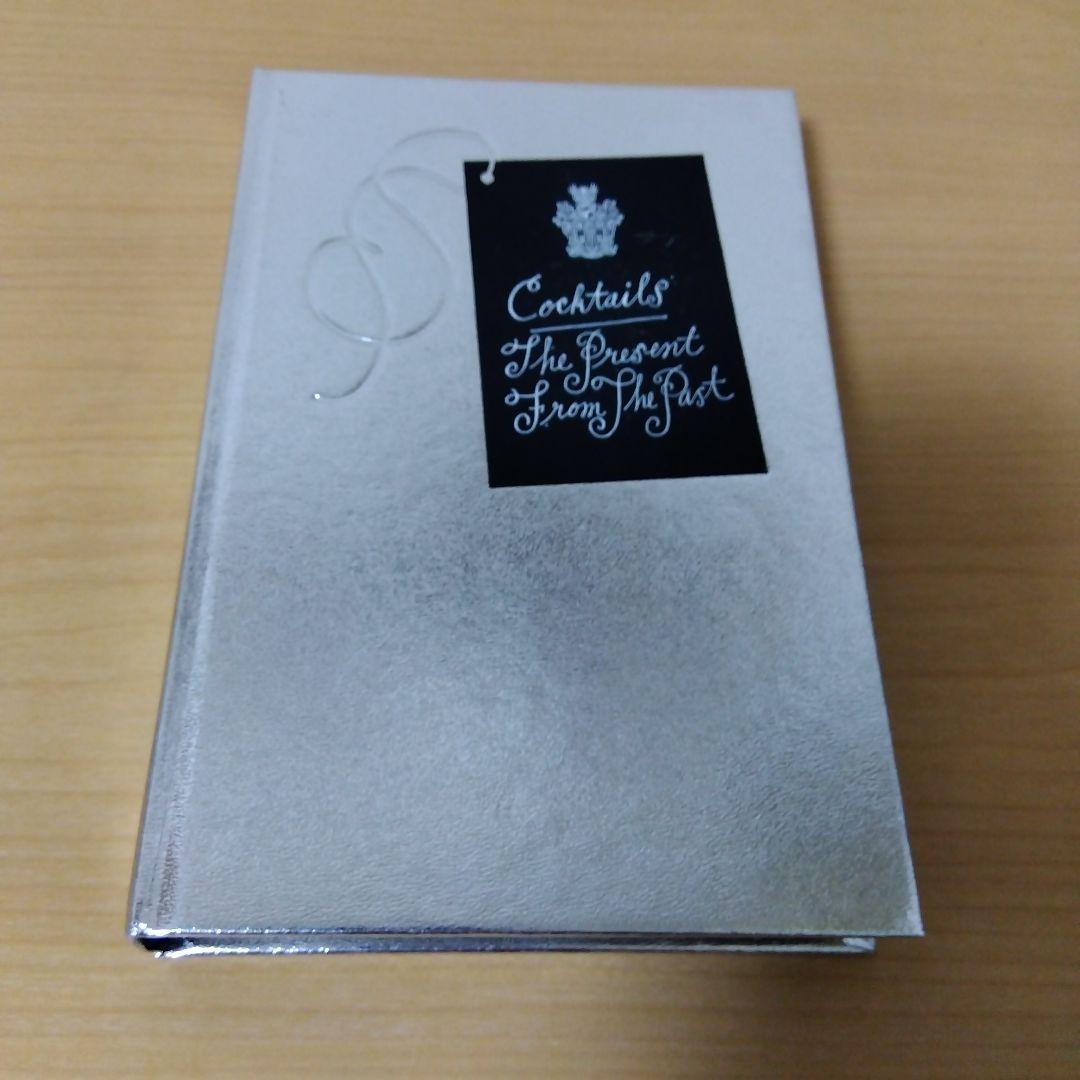 Cocktails
The Present
From The Past